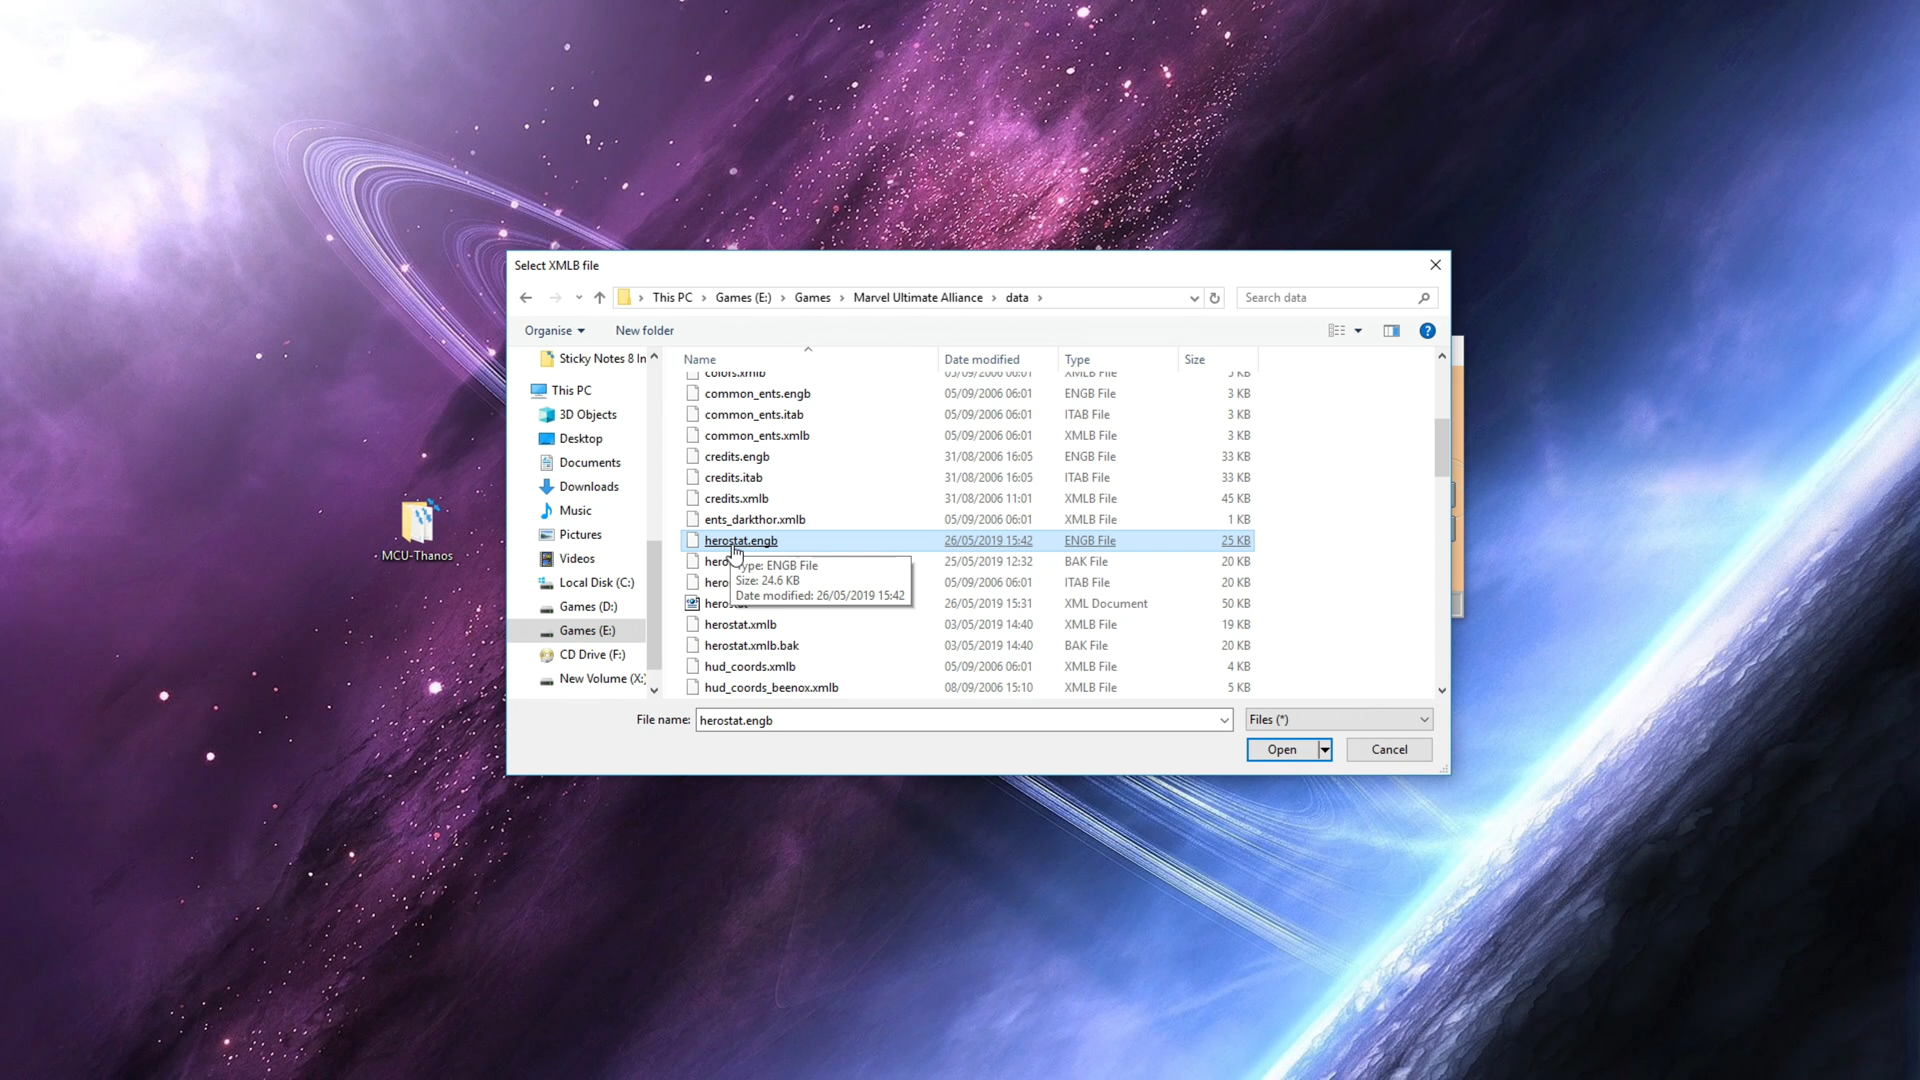 Select XMLB file
This PC > Games (E:) > Games > Marvel Ultimate Alliance > data >
Search data
Organise
New folder
Sticky Notes 8 In
This PC
3D Objects
Desktop
Documents
Downloads
Music
Pictures
Videos
Local Disk (C:)
Games (D:)
Games (E:)
CD Drive (F:)
New Volume (X:
Name Date modified Type Size
colors.xmlb 05/09/2006 06:01 XMLB File 5 KB
common_ents.engb 05/09/2006 06:01 ENGB File 3 KB
common_ents.itab 05/09/2006 06:01 ITAB File 3 KB
common_ents.xmlb 05/09/2006 06:01 XMLB File 3 KB
credits.engb 31/08/2006 16:05 ENGB File 33 KB
credits.itab 31/08/2006 16:05 ITAB File 33 KB
credits.xmlb 31/08/2006 11:01 XMLB File 45 KB
ents_darkthor.xmlb 05/09/2006 06:01 XMLB File 1 KB
herostat.engb 26/05/2019 15:42 ENGB File 25 KB
hero 25/05/2019 12:32 BAK File 20 KB
hero 05/09/2006 06:01 ITAB File 20 KB
herostat 26/05/2019 15:31 XML Document 50 KB
herostat.xmlb 03/05/2019 14:40 XMLB File 19 KB
herostat.xmlb.bak 03/05/2019 14:40 BAK File 20 KB
hud_coords.xmlb 05/09/2006 06:01 XMLB File 4 KB
hud_coords_beenox.xmlb 08/09/2006 15:10 XMLB File 5 KB
Type: ENGB File
Size: 24.6 KB
Date modified: 26/05/2019 15:42
File name: herostat.engb
Files (*)
Open
Cancel
MCU-Thanos